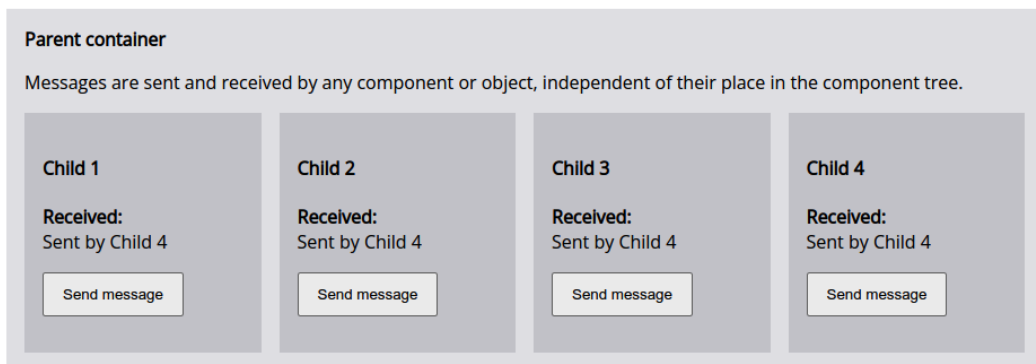 Parent container
Messages are sent and received by any component or object, independent of their place in the component tree.
Child 1
Received:
Sent by Child 4
Send message
Child 2
Received:
Sent by Child 4
Send message
Child 3
Received:
Sent by Child 4
Send message
Child 4
Received:
Sent by Child 4
Send message